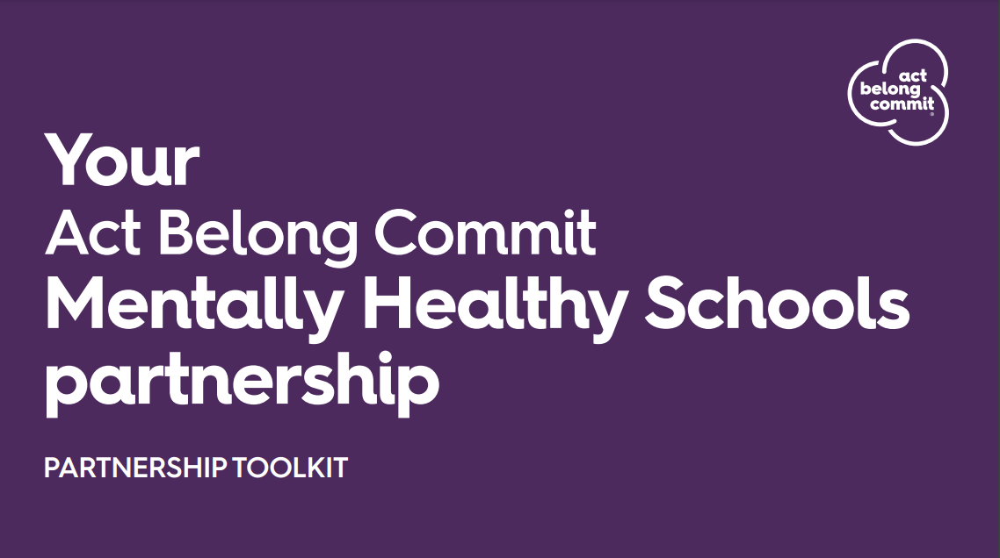 act
belong
commit
Your
Act Belong Commit
Mentally Healthy Schools
partnership
PARTNERSHIP TOOLKIT